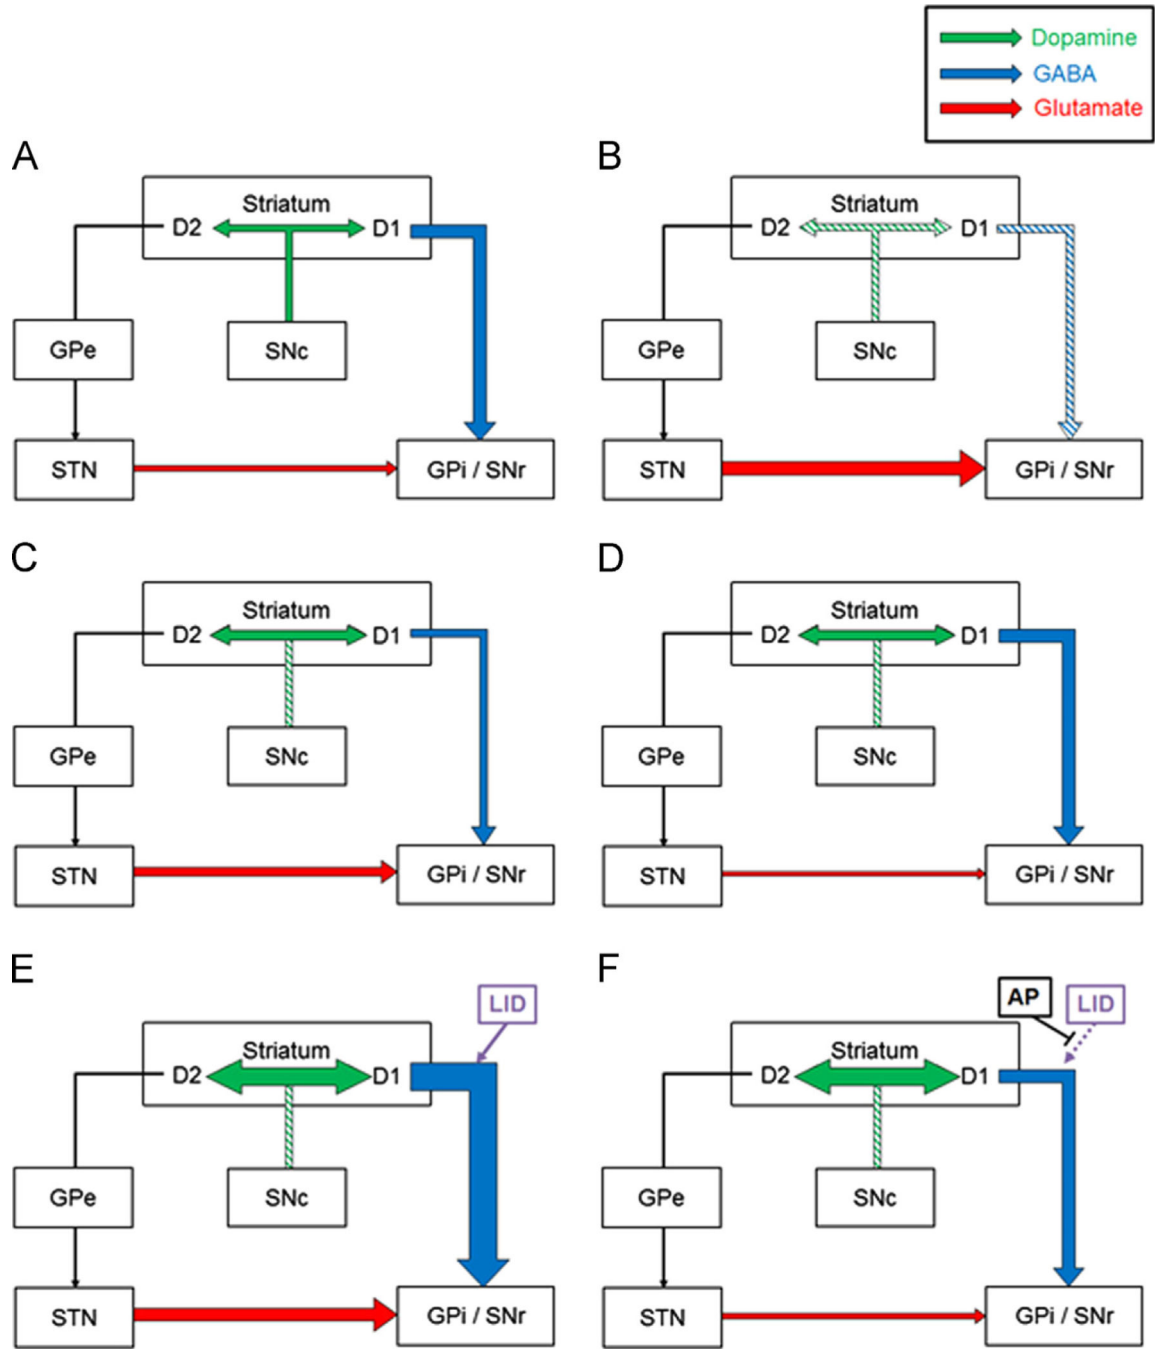 Dopamine
GABA
Glutamate
A
B
Striatum
D2 D1
GPe
SNc
STN
GPi / SNr
Striatum
D2 D1
GPe
SNc
STN
GPi / SNr
C
D
Striatum
D2 D1
GPe
SNc
STN
GPi / SNr
Striatum
D2 D1
GPe
SNc
STN
GPi / SNr
E
F
LID
Striatum
D2 D1
GPe
SNc
STN
GPi / SNr
AP
LID
Striatum
D2 D1
GPe
SNc
STN
GPi / SNr